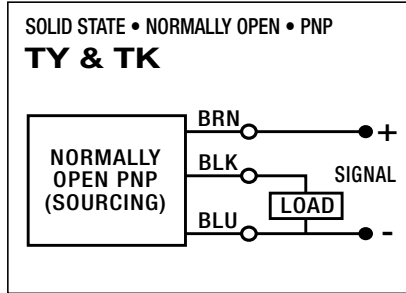 SOLID STATE • NORMALLY OPEN • PNP
TY & TK
NORMALLY
OPEN PNP
(SOURCING)
BRN
+
BLK
SIGNAL
LOAD
BLU
-